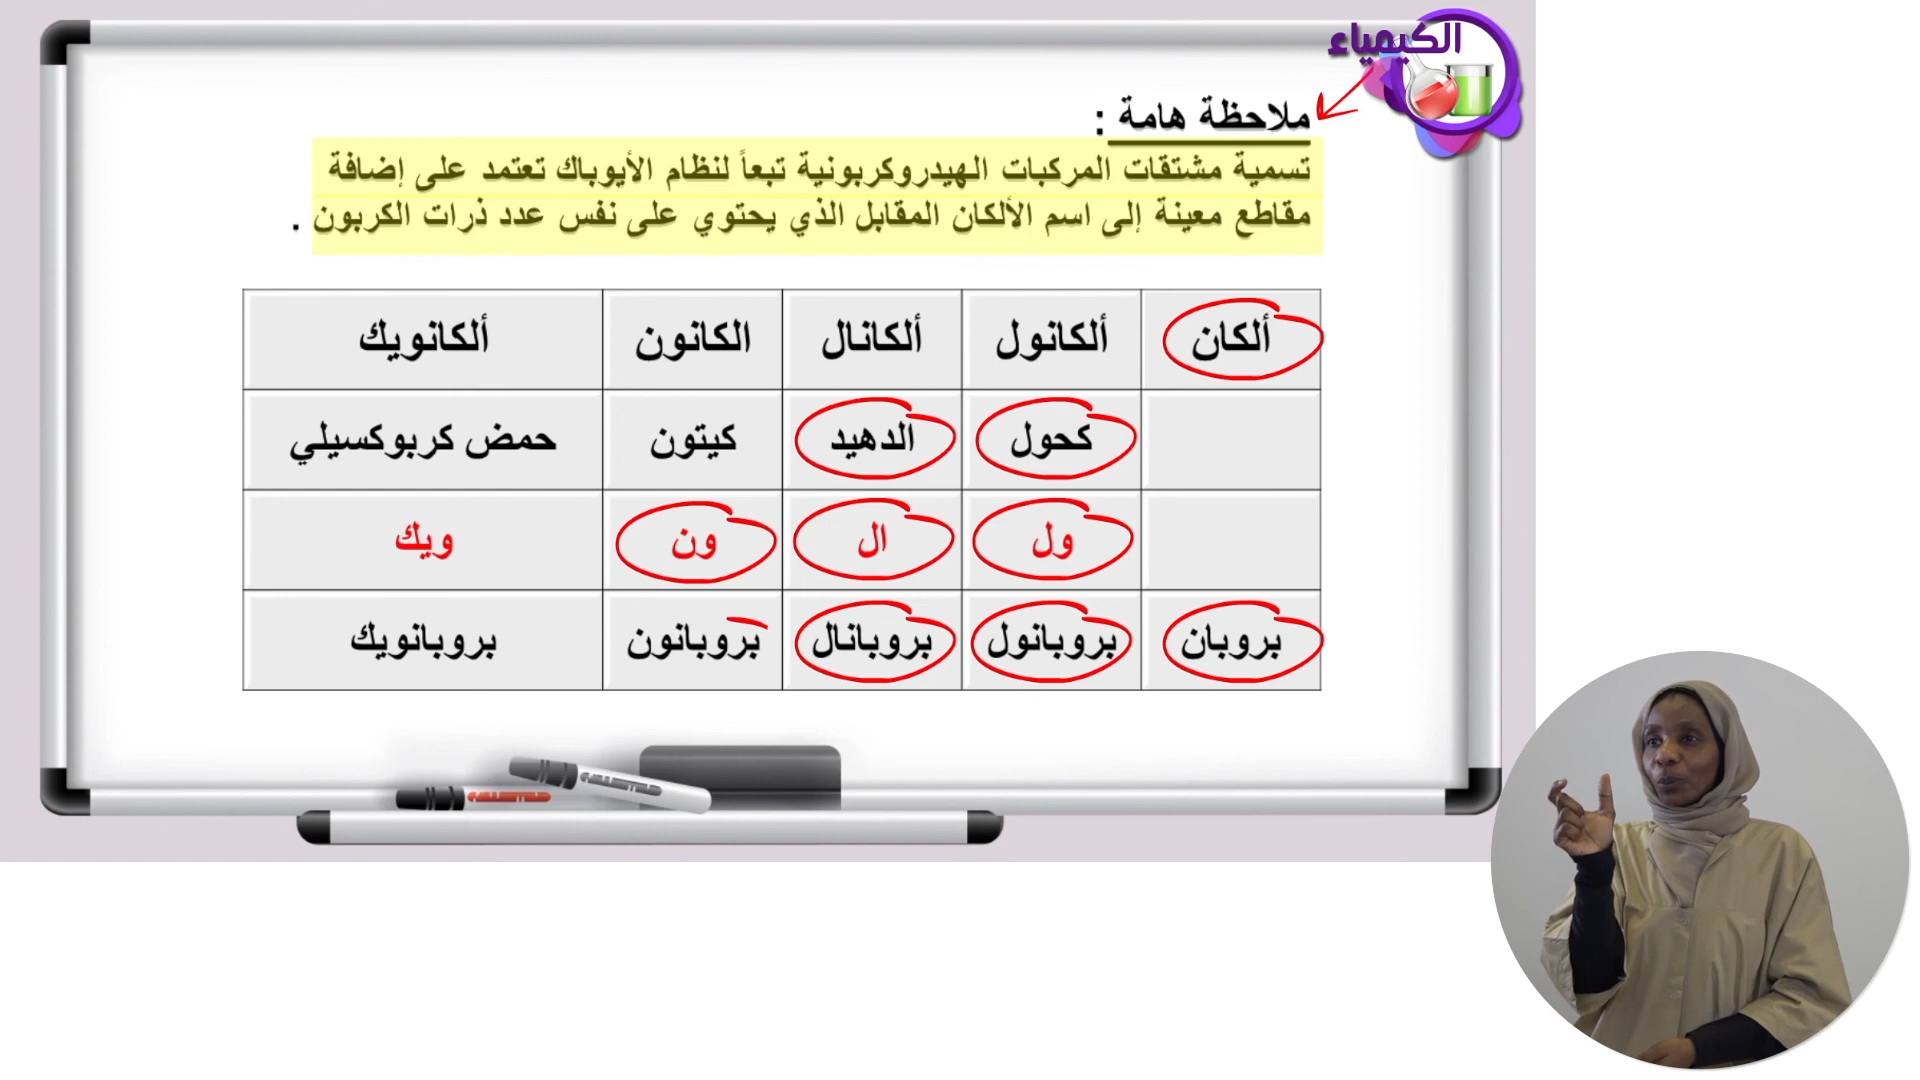 الكيمياء
ملاحظة هامة :
تسمية مشتقات المركبات الهيدروكربونية تبعاً لنظام الأيوباك تعتمد على إضافة
مقاطع معينة إلى اسم الألكان المقابل الذي يحتوي على نفس عدد ذرات الكربون .
ألكان ألكانول ألكانال الكانون ألكانويك
كحول الدهيد كيتون حمض كربوكسيلي
ول ال ون ويك
بروبان بروبانول بروبانال بروبانون بروبانويك